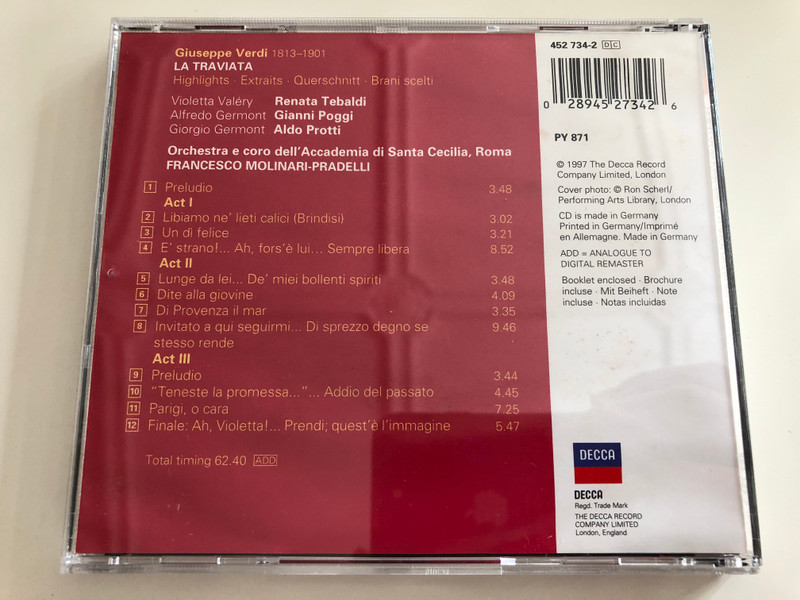 Giuseppe Verdi 1813–1901
LA TRAVIATA
Highlights · Extraits · Querschnitt · Brani scelti
Violetta Valéry Renata Tebaldi
Alfredo Germont Gianni Poggi
Giorgio Germont Aldo Protti
Orchestra e coro dell'Accademia di Santa Cecilia, Roma
FRANCESCO MOLINARI-PRADELLI
1 Preludio 3.48
Act I
2 Libiamo ne' lieti calici (Brindisi) 3.02
3 Un dì felice 3.21
4 E' strano!... Ah, fors'è lui... Sempre libera 8.52
Act II
5 Lunge da lei... De' miei bollenti spiriti 3.48
6 Dite alla giovine 4.09
7 Di Provenza il mar 3.35
8 Invitato a qui seguirmi... Di sprezzo degno se 9.46
stesso rende
Act III
9 Preludio 3.44
10 "Teneste la promessa..."... Addio del passato 4.45
11 Parigi, o cara 7.25
12 Finale: Ah, Violetta!... Prendi; quest'è l'immagine 5.47
Total timing 62.40 ADD
452 734-2 DC
0 28945 27342 6
PY 871
© 1997 The Decca Record
Company Limited, London
Cover photo: © Ron Scherl/
Performing Arts Library, London
CD is made in Germany
Printed in Germany/Imprimé
en Allemagne. Made in Germany
ADD = ANALOGUE TO
DIGITAL REMASTER
Booklet enclosed · Brochure
incluse · Mit Beiheft · Note
incluse · Notas incluidas
DECCA
DECCA
Regd. Trade Mark
THE DECCA RECORD
COMPANY LIMITED
London, England